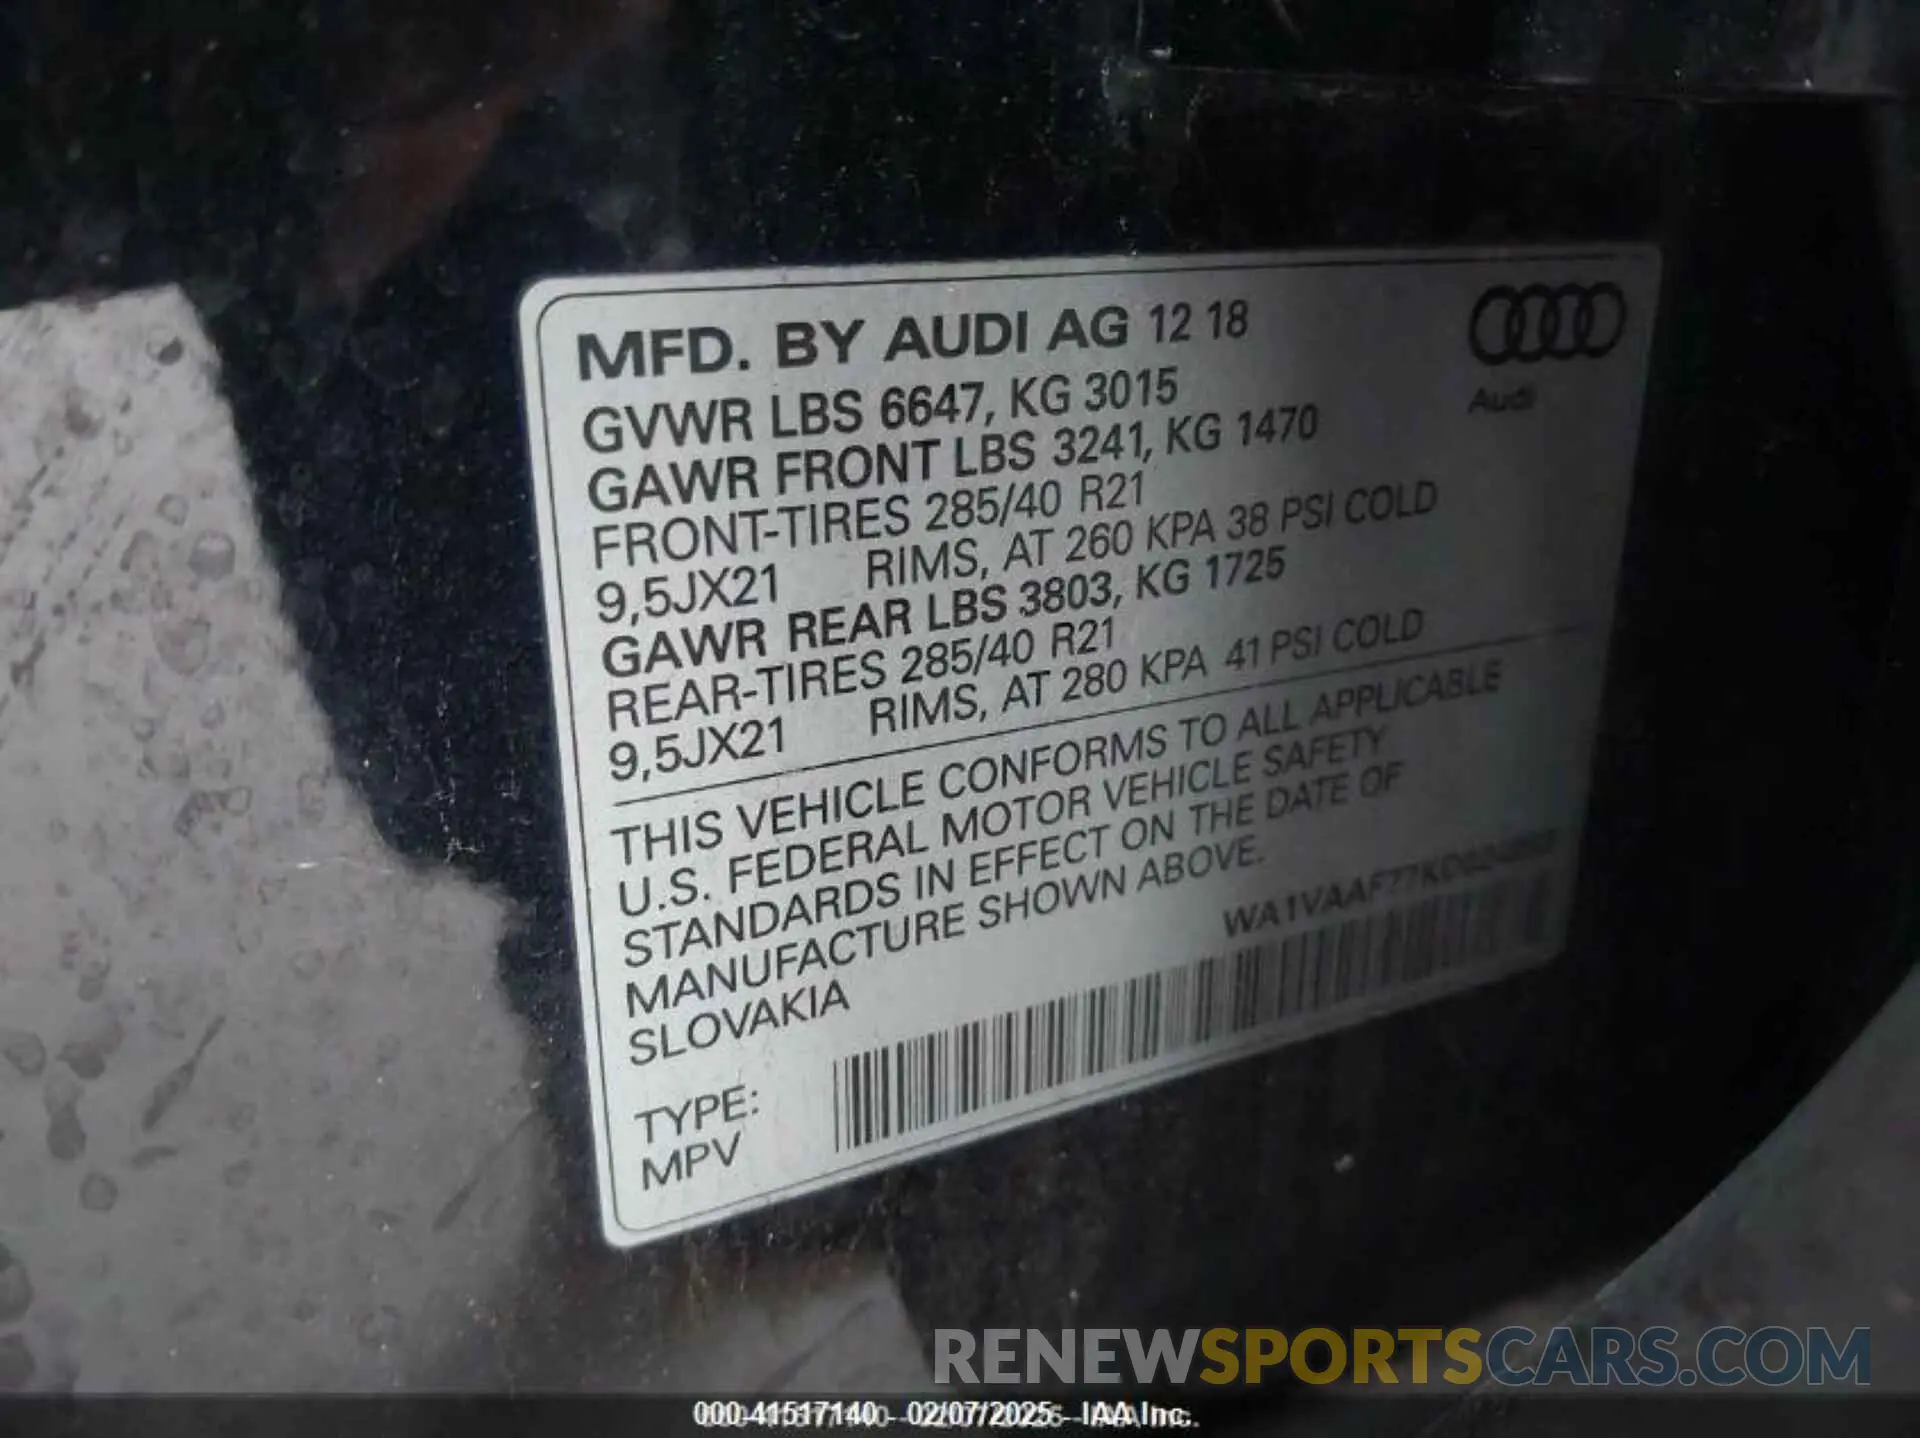 MFD. BY AUDI AG 12 18
Audi
GVWR LBS 6647, KG 3015
GAWR FRONT LBS 3241, KG 1470
FRONT-TIRES 285/40 R21
9,5JX21 RIMS, AT 260 KPA 38 PSI COLD
GAWR REAR LBS 3803, KG 1725
REAR-TIRES 285/40 R21
9,5JX21 RIMS, AT 280 KPA 41 PSI COLD
THIS VEHICLE CONFORMS TO ALL APPLICABLE
U.S. FEDERAL MOTOR VEHICLE SAFETY
STANDARDS IN EFFECT ON THE DATE OF
MANUFACTURE SHOWN ABOVE.
SLOVAKIA
TYPE:
MPV
RENEWSPORTSCARS.COM
000-41517140 - 02/07/2025 - IAA Inc.